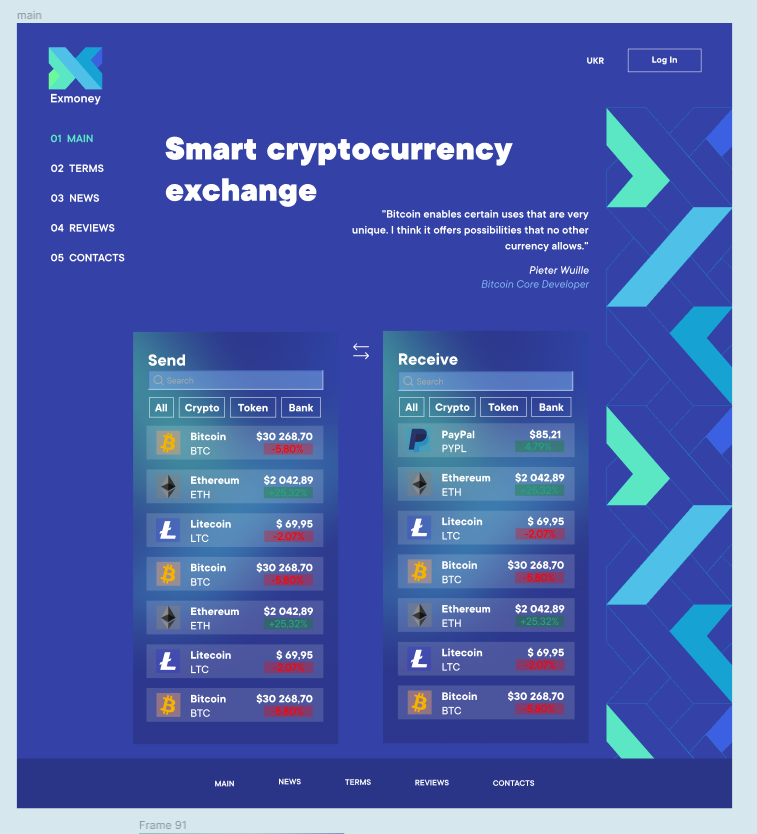 main
Exmoney
UKR
Log In
01 MAIN
02 TERMS
03 NEWS
04 REVIEWS
05 CONTACTS
Smart cryptocurrency
exchange
"Bitcoin enables certain uses that are very
unique. I think it offers possibilities that no other
currency allows."
Pieter Wuille
Bitcoin Core Developer
Send
Search
All Crypto Token Bank
Bitcoin $30 268,70
BTC -5,80%
Ethereum $2 042,89
ETH +25,32%
Litecoin $ 69,95
LTC -2,07%
Bitcoin $30 268,70
BTC -5,80%
Ethereum $2 042,89
ETH +25,32%
Litecoin $ 69,95
LTC -2,07%
Bitcoin $30 268,70
BTC -5,80%
Receive
Search
All Crypto Token Bank
PayPal $85,21
PYPL 4.79%
Ethereum $2 042,89
ETH +25,32%
Litecoin $ 69,95
LTC -2,07%
Bitcoin $30 268,70
BTC -5,80%
Ethereum $2 042,89
ETH +25,32%
Litecoin $ 69,95
LTC -2,07%
Bitcoin $30 268,70
BTC -5,80%
MAIN NEWS TERMS REVIEWS CONTACTS
Frame 91